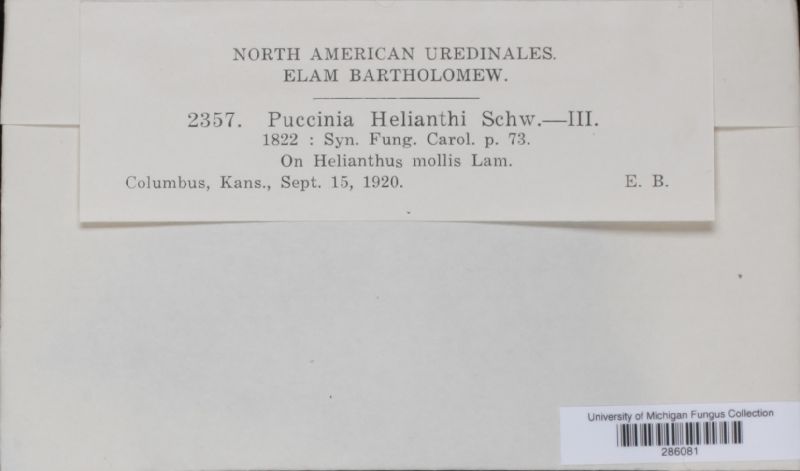 NORTH AMERICAN UREDINALES.
ELAM BARTHOLOMEW.
2357. Puccinia Helianthi Schw.—III.
1822 : Syn. Fung. Carol. p. 73.
On Helianthus mollis Lam.
Columbus, Kans., Sept. 15, 1920. E. B.
University of Michigan Fungus Collection
286081